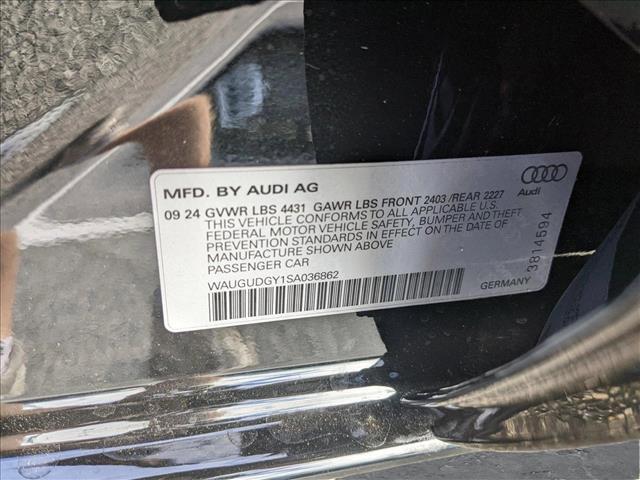 MFD. BY AUDI AG
Audi
09 24 GVWR LBS 4431 GAWR LBS FRONT 2403 /REAR 2227
THIS VEHICLE CONFORMS TO ALL APPLICABLE U.S.
FEDERAL MOTOR VEHICLE SAFETY, BUMPER AND THEFT
PREVENTION STANDARDS IN EFFECT ON THE DATE OF
MANUFACTURE SHOWN ABOVE
PASSENGER CAR
WAUGUDGY1SA036862
GERMANY
3814594